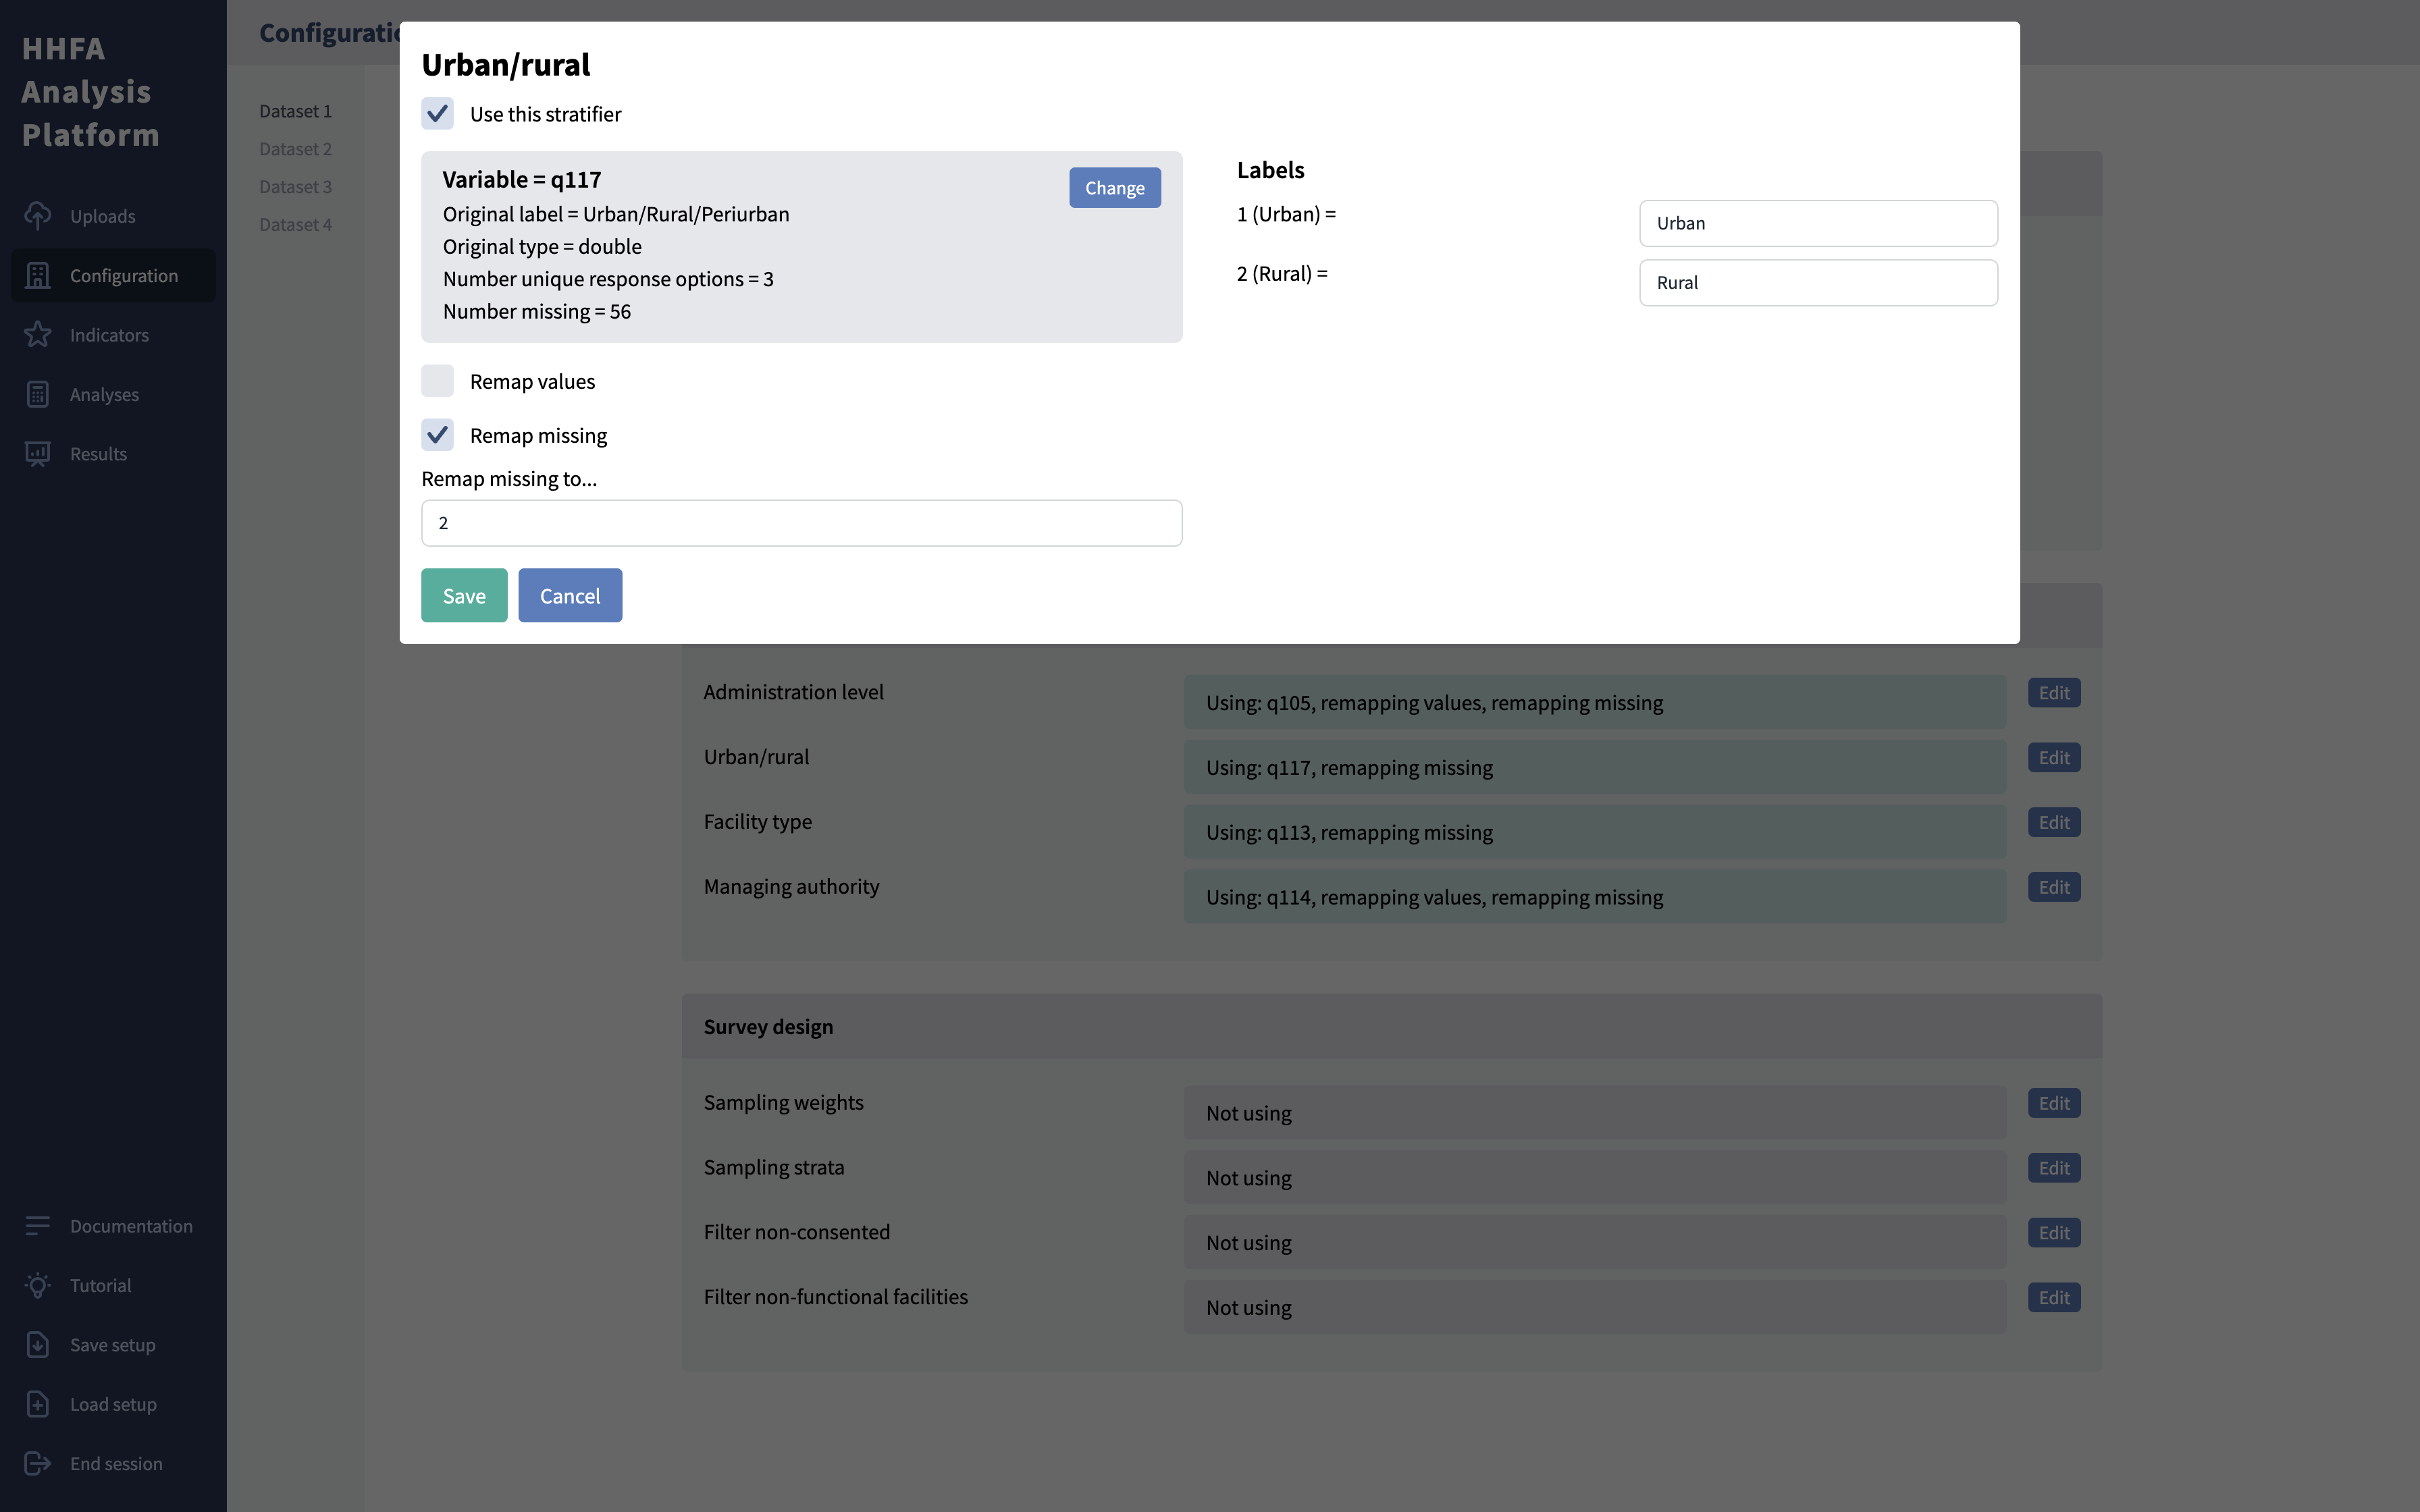 HHFA
Analysis
Platform
Uploads
Configuration
Indicators
Analyses
Results
Documentation
Tutorial
Save setup
Load setup
End session
Dataset 1
Dataset 2
Dataset 3
Dataset 4
Urban/rural
Use this stratifier
Variable = q117
Change
Original label = Urban/Rural/Periurban
Original type = double
Number unique response options = 3
Number missing = 56
Remap values
Remap missing
Remap missing to...
2
Save Cancel
Labels
1 (Urban) = Urban
2 (Rural) = Rural
Administration level Using: q105, remapping values, remapping missing Edit
Urban/rural Using: q117, remapping missing Edit
Facility type Using: q113, remapping missing Edit
Managing authority Using: q114, remapping values, remapping missing Edit
Survey design
Sampling weights Not using Edit
Sampling strata Not using Edit
Filter non-consented Not using Edit
Filter non-functional facilities Not using Edit